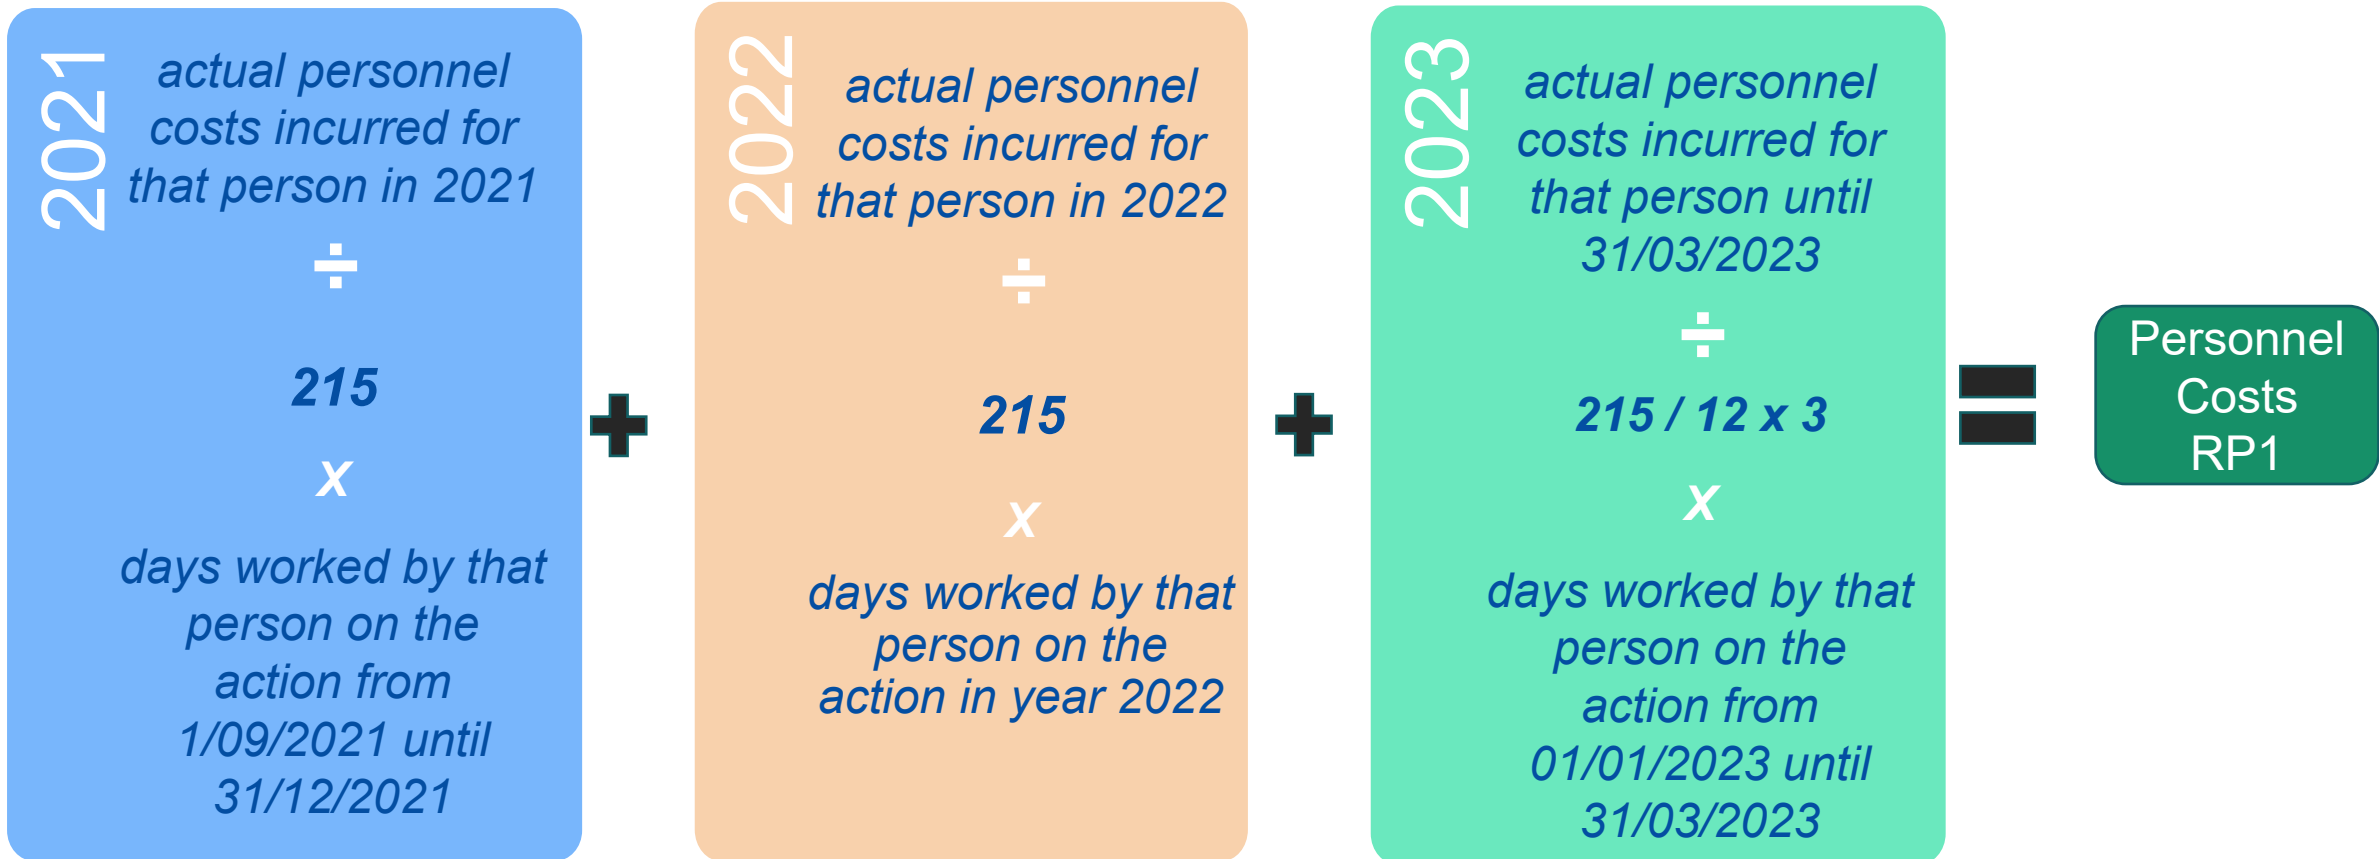 2021
actual personnel
costs incurred for
that person in 2021
÷
215
x
days worked by that
person on the
action from
1/09/2021 until
31/12/2021
2022
actual personnel
costs incurred for
that person in 2022
÷
215
x
days worked by that
person on the
action in year 2022
2023
actual personnel
costs incurred for
that person until
31/03/2023
÷
215 / 12 x 3
x
days worked by that
person on the
action from
01/01/2023 until
31/03/2023
Personnel
Costs
RP1